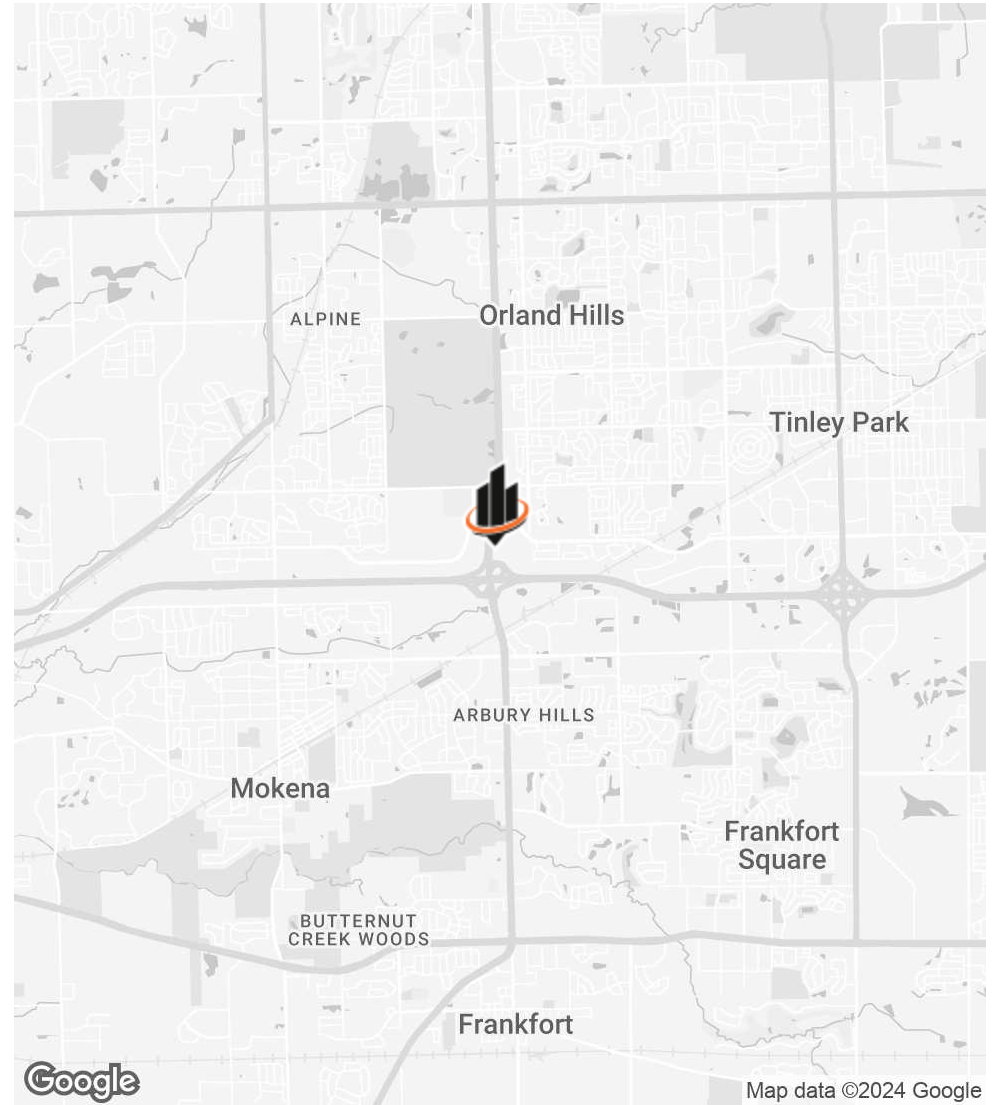 Orland Hills
ALPINE
Tinley Park
ARBURY HILLS
Mokena
Frankfort
Square
BUTTERNUT
CREEK WOODS
Frankfort
Google
Map data ©2024 Google